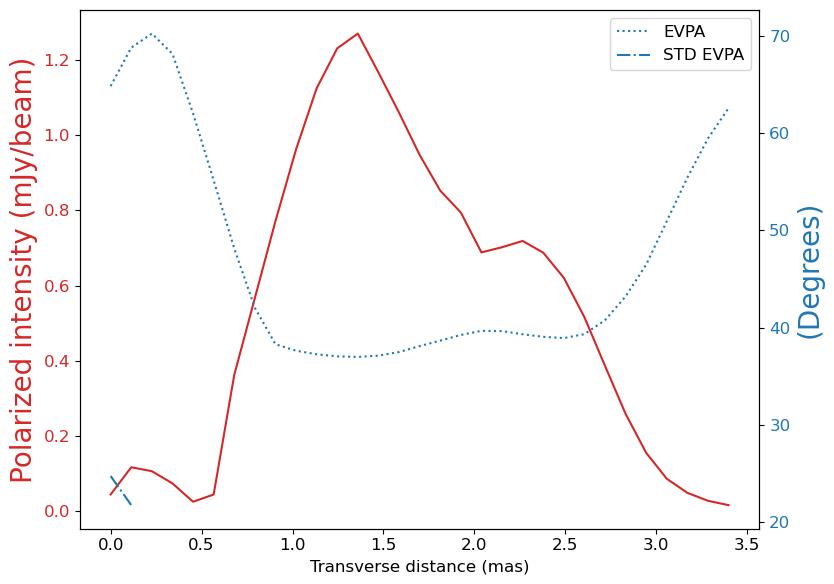 EVPA
STD EVPA
Polarized intensity (mJy/beam)
1.2
1.0
0.8
0.6
0.4
0.2
0.0
70
60
50
40
30
20
(Degrees)
0.0 0.5 1.0 1.5 2.0 2.5 3.0 3.5
Transverse distance (mas)